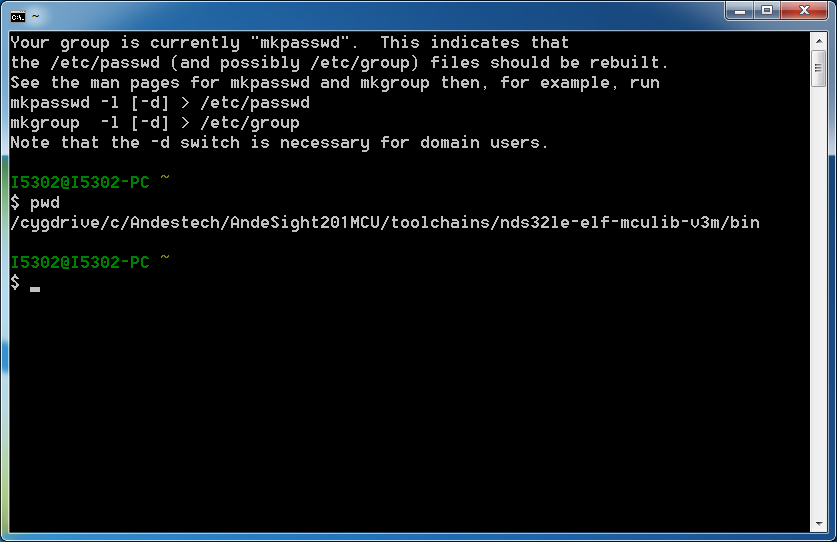 ~
Your group is currently "mkpasswd".  This indicates that
the /etc/passwd (and possibly /etc/group) files should be rebuilt.
See the man pages for mkpasswd and mkgroup then, for example, run
mkpasswd -l [-d] > /etc/passwd
mkgroup  -l [-d] > /etc/group
Note that the -d switch is necessary for domain users.
I5302@I5302-PC ~
$ pwd
/cygdrive/c/Andestech/AndeSight201MCU/toolchains/nds32le-elf-mculib-v3m/bin
I5302@I5302-PC ~
$